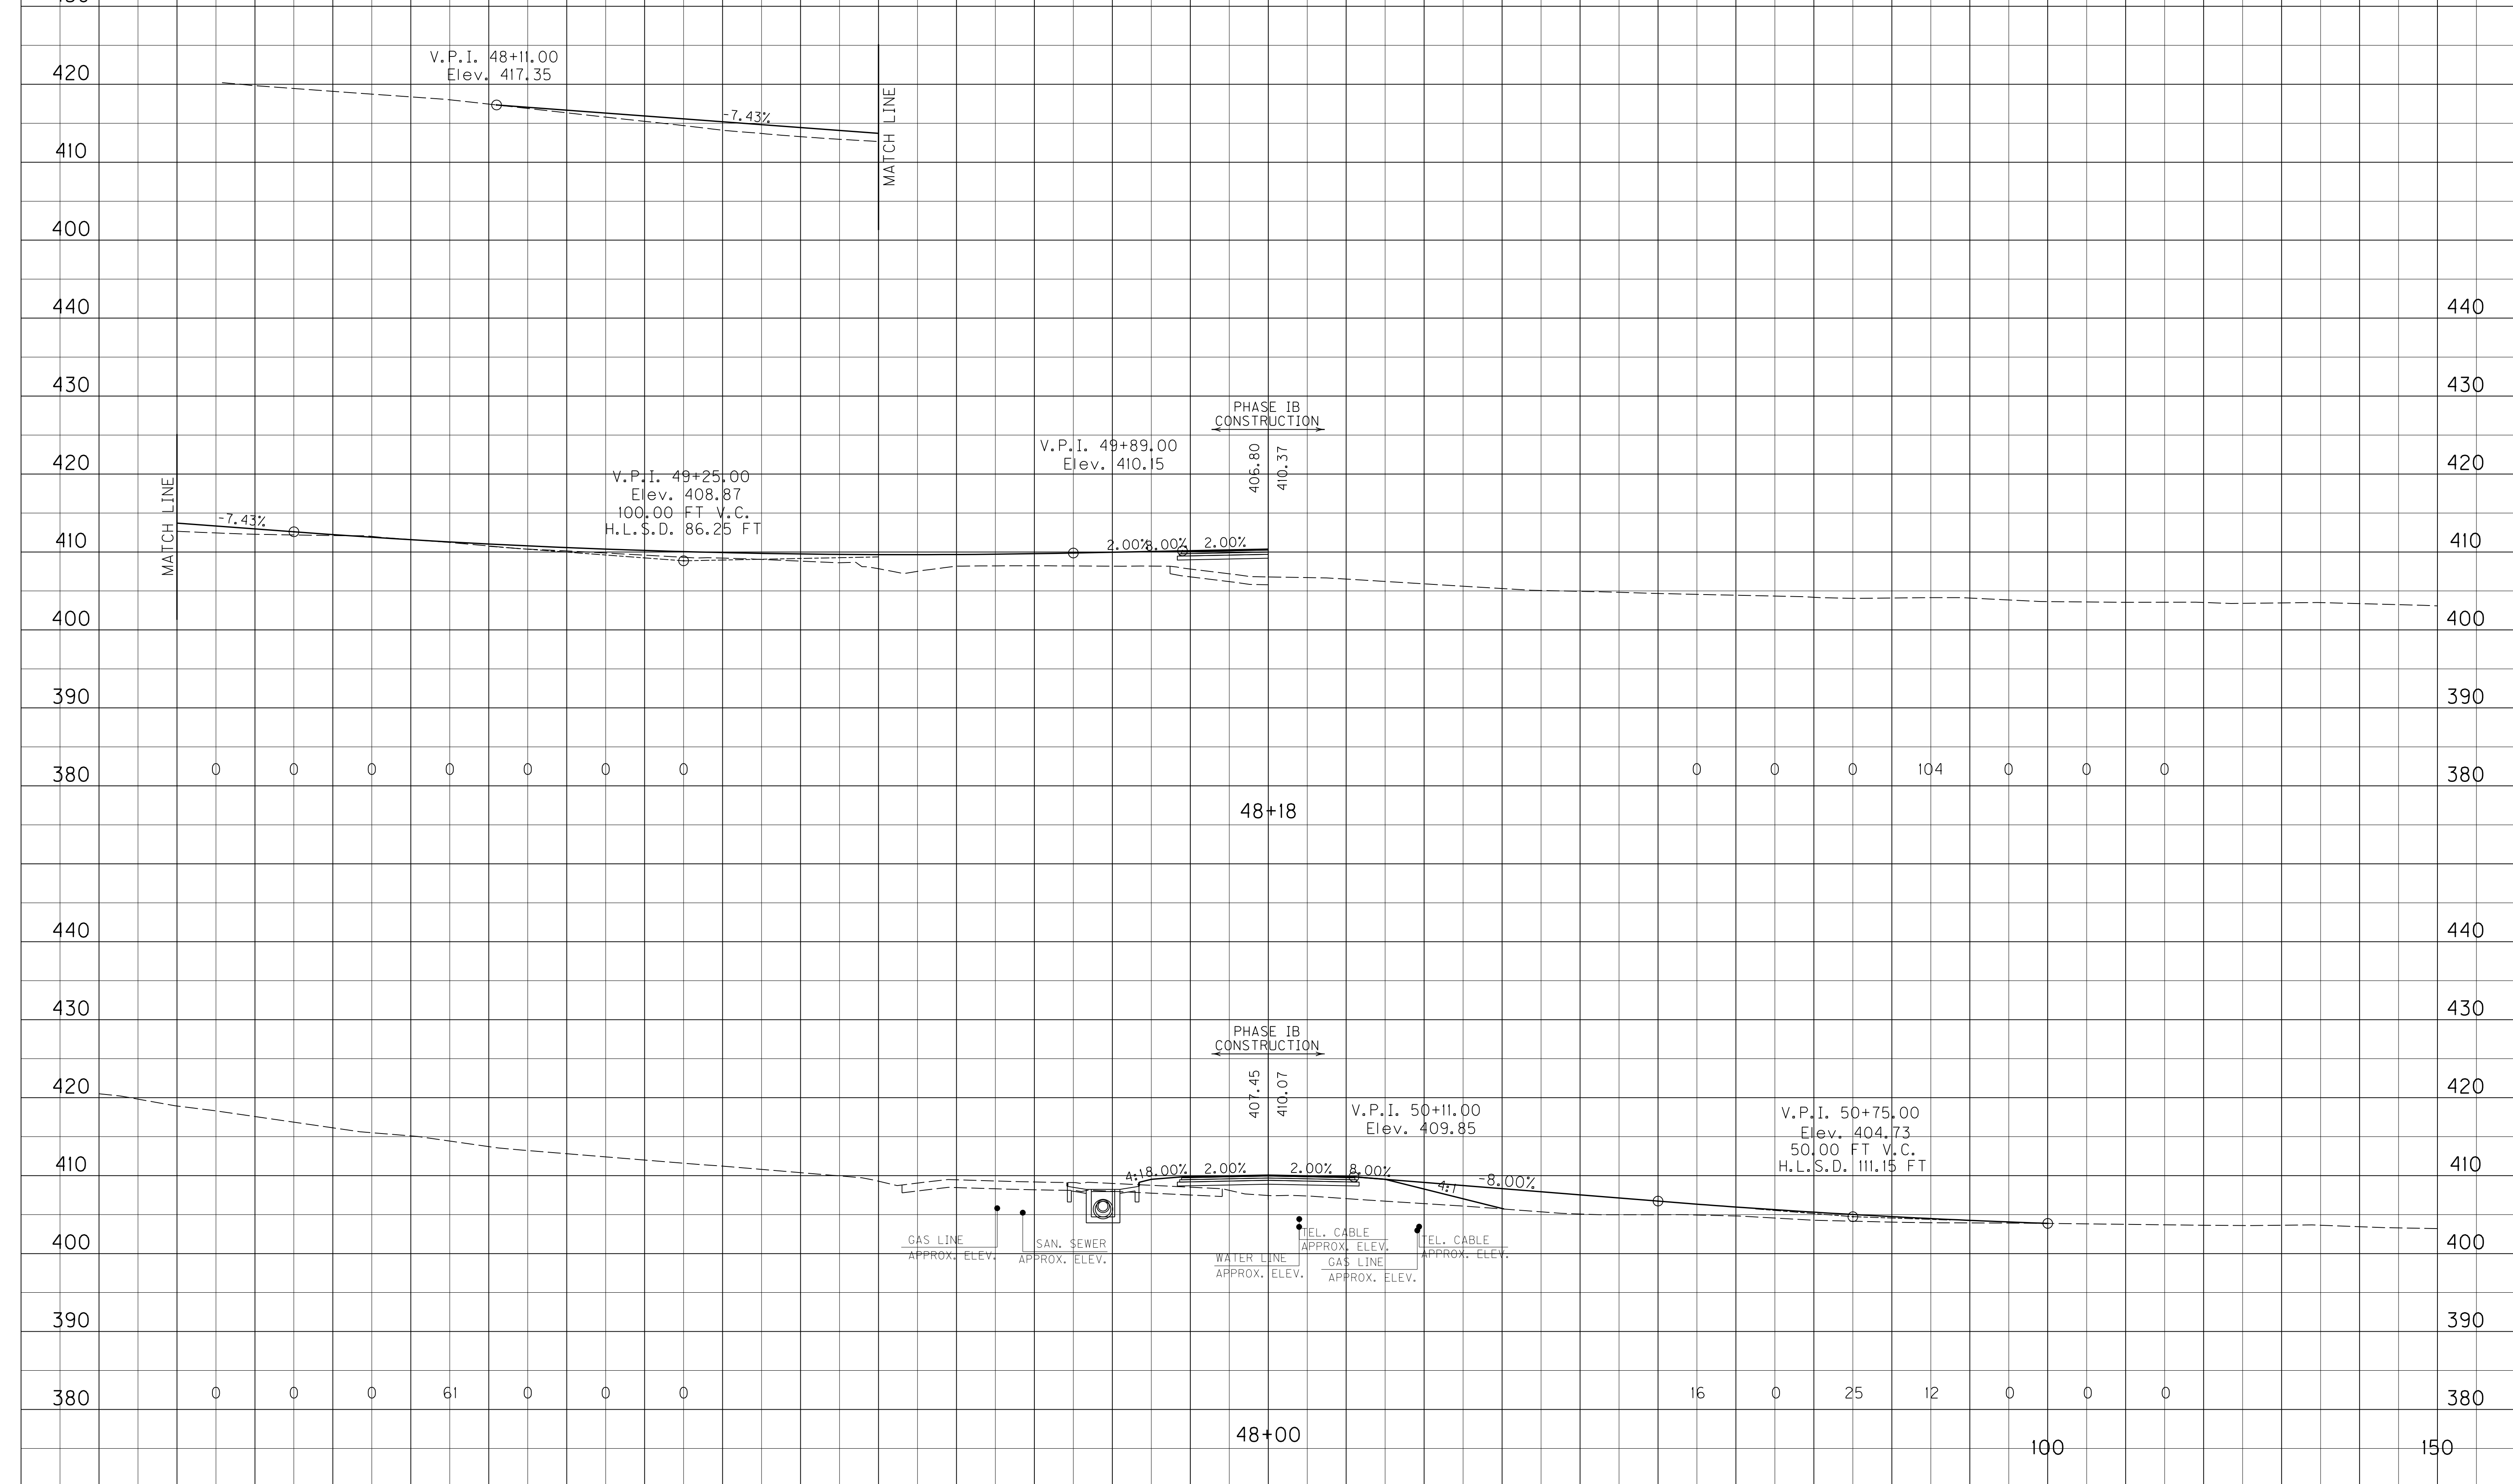 420
V.P.I. 48+11.00
Elev. 417.35
-7.43%
MATCH LINE
410
400
440 440
430 430
PHASE IB
CONSTRUCTION
406.80
410.37
V.P.I. 49+89.00
Elev. 410.15
420 420
V.P.I. 49+25.00
Elev. 408.87
100.00 FT V.C.
H.L.S.D. 86.25 FT
MATCH LINE
-7.43%
2.00% 8.00% 2.00%
410 410
400 400
390 390
380 0 0 0 0 0 0 0 0 0 0 104 0 0 0 380
48+18
440 440
430 430
PHASE IB
CONSTRUCTION
407.45
410.07
420 420
V.P.I. 50+11.00
Elev. 409.85
V.P.I. 50+75.00
Elev. 404.73
50.00 FT V.C.
H.L.S.D. 111.15 FT
410 4:1 8.00% 2.00% 2.00% 8.00% 4:1 -8.00% 410
GAS LINE
APPROX. ELEV.
SAN. SEWER
APPROX. ELEV.
TEL. CABLE
APPROX. ELEV.
WATER LINE
APPROX. ELEV.
GAS LINE
APPROX. ELEV.
TEL. CABLE
APPROX. ELEV.
400 400
390 390
380 0 0 0 61 0 0 0 16 0 25 12 0 0 0 380
48+00
100
150